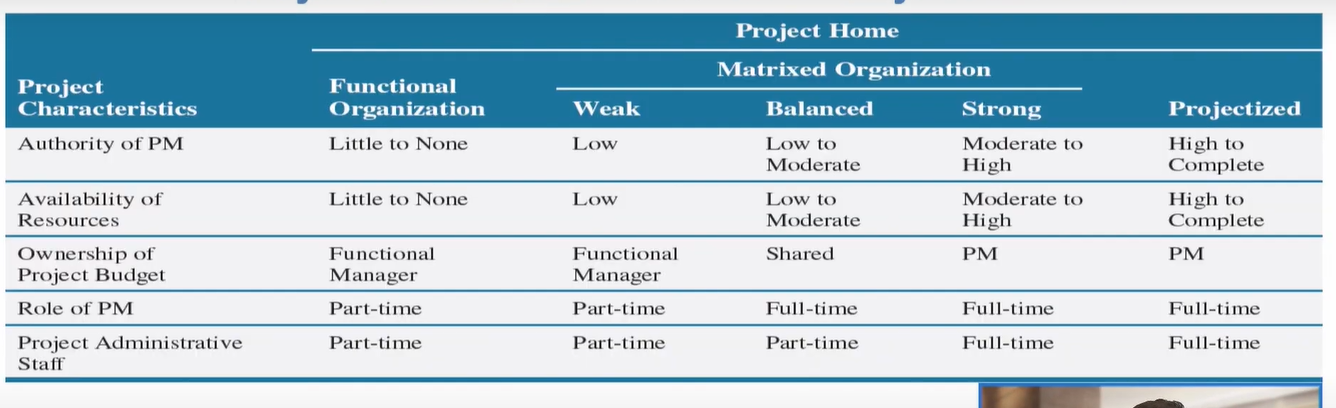 Project Home
Matrixed Organization
Project Characteristics Functional Organization Weak Balanced Strong Projectized
Authority of PM Little to None Low Low to Moderate Moderate to High High to Complete
Availability of Resources Little to None Low Low to Moderate Moderate to High High to Complete
Ownership of Project Budget Functional Manager Functional Manager Shared PM PM
Role of PM Part-time Part-time Full-time Full-time Full-time
Project Administrative Staff Part-time Part-time Part-time Full-time Full-time